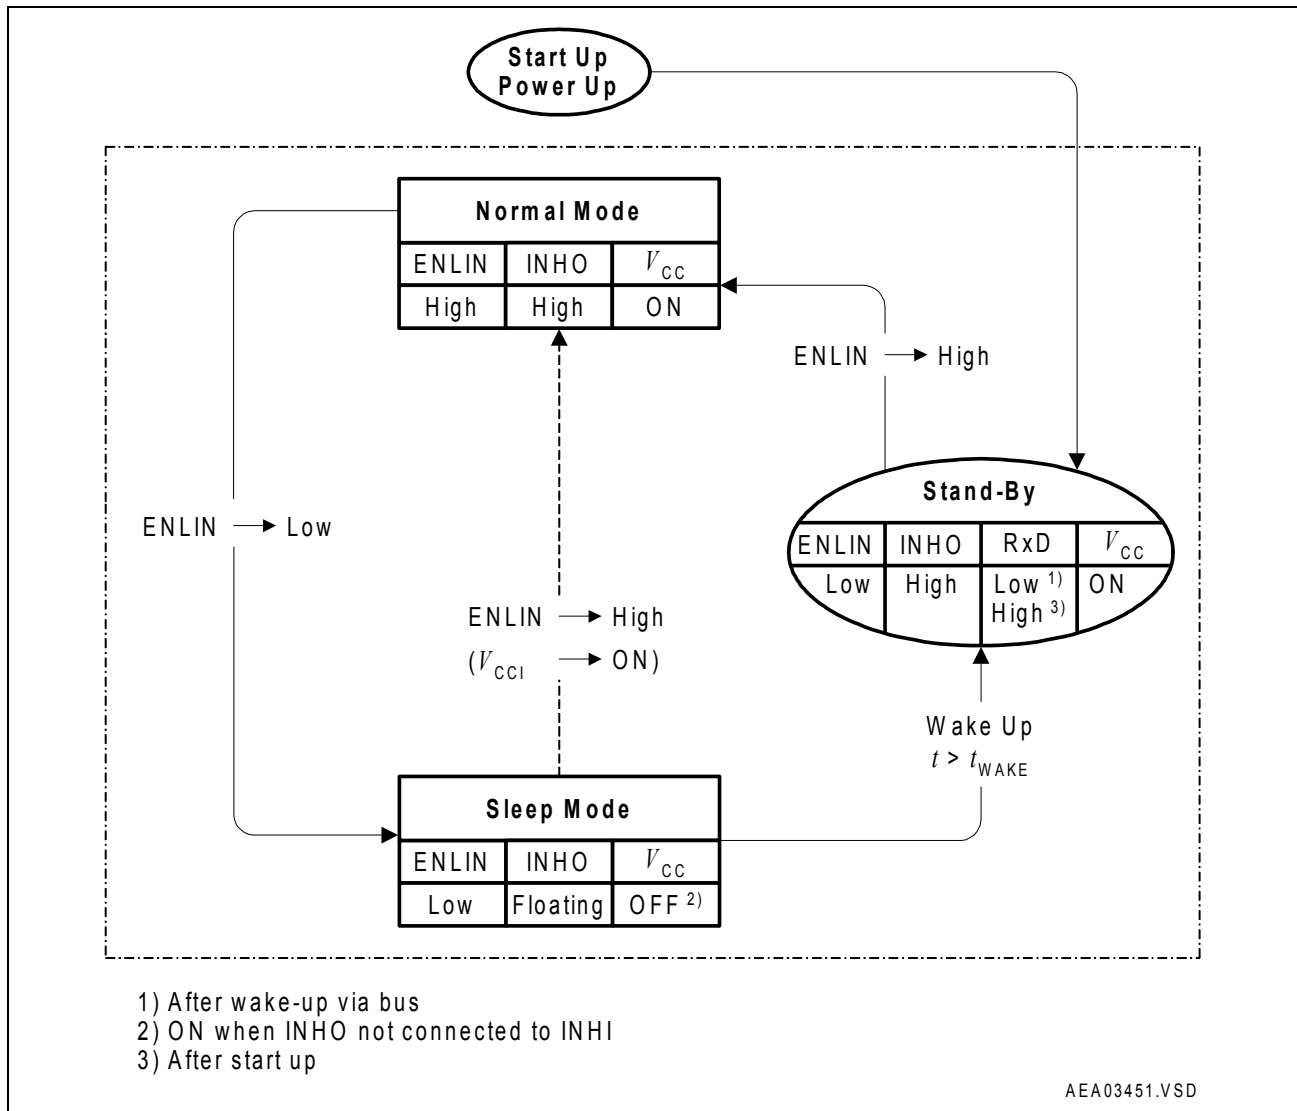 Start Up
Power Up
Normal Mode
ENLIN INHO VCC
High High ON
ENLIN → High
ENLIN → Low
Stand-By
ENLIN INHO RxD VCC
Low High Low 1) ON
High 3)
ENLIN → High
(VCCI → ON)
Wake Up
t > tWAKE
Sleep Mode
ENLIN INHO VCC
Low Floating OFF 2)
1) After wake-up via bus
2) ON when INHO not connected to INHI
3) After start up
AEA03451.VSD